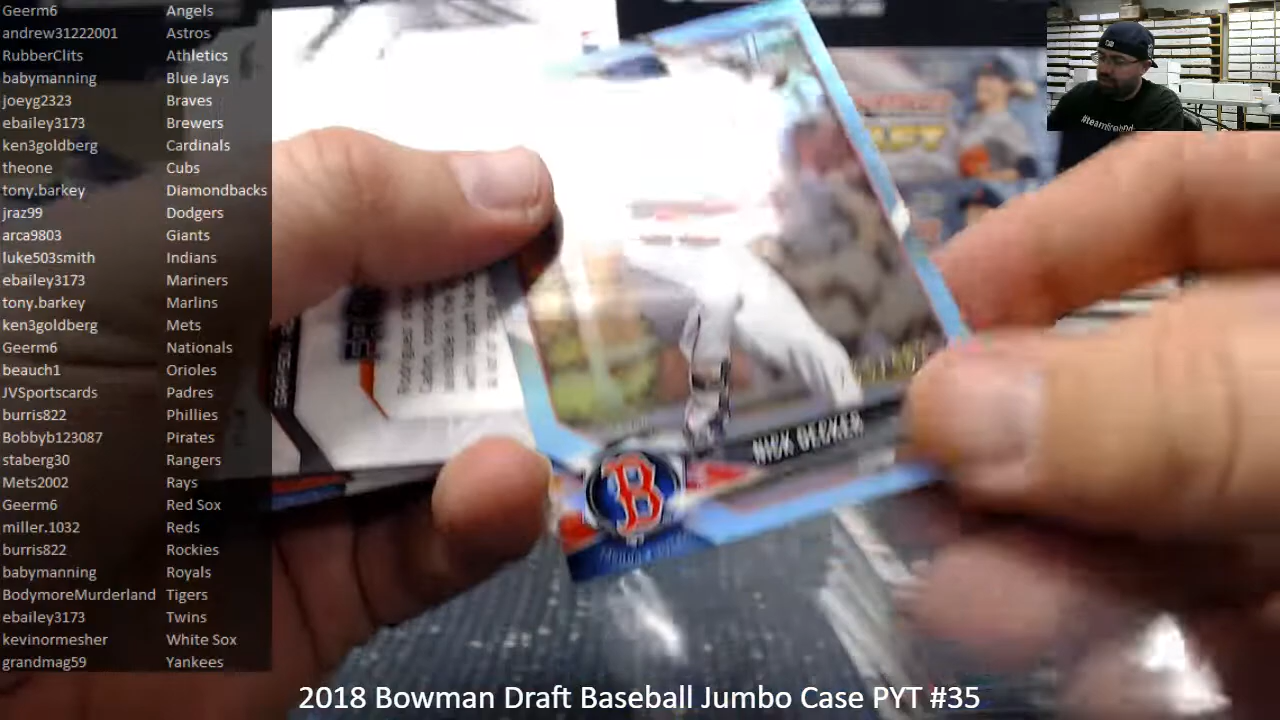 Geerm6 Angels
andrew31222001 Astros
RubberClits Athletics
babymanning Blue Jays
joeyg2323 Braves
ebailey3173 Brewers
ken3goldberg Cardinals
theone Cubs
tony.barkey Diamondbacks
jraz99 Dodgers
arca9803 Giants
luke503smith Indians
ebailey3173 Mariners
tony.barkey Marlins
ken3goldberg Mets
Geerm6 Nationals
beauch1 Orioles
JVSportscards Padres
burris822 Phillies
Bobbyb123087 Pirates
staberg30 Rangers
Mets2002 Rays
Geerm6 Red Sox
miller.1032 Reds
burris822 Rockies
babymanning Royals
BodymoreMurderland Tigers
ebailey3173 Twins
kevinormesher White Sox
grandmag59 Yankees
NICK DECKER
B
2018 Bowman Draft Baseball Jumbo Case PYT #35